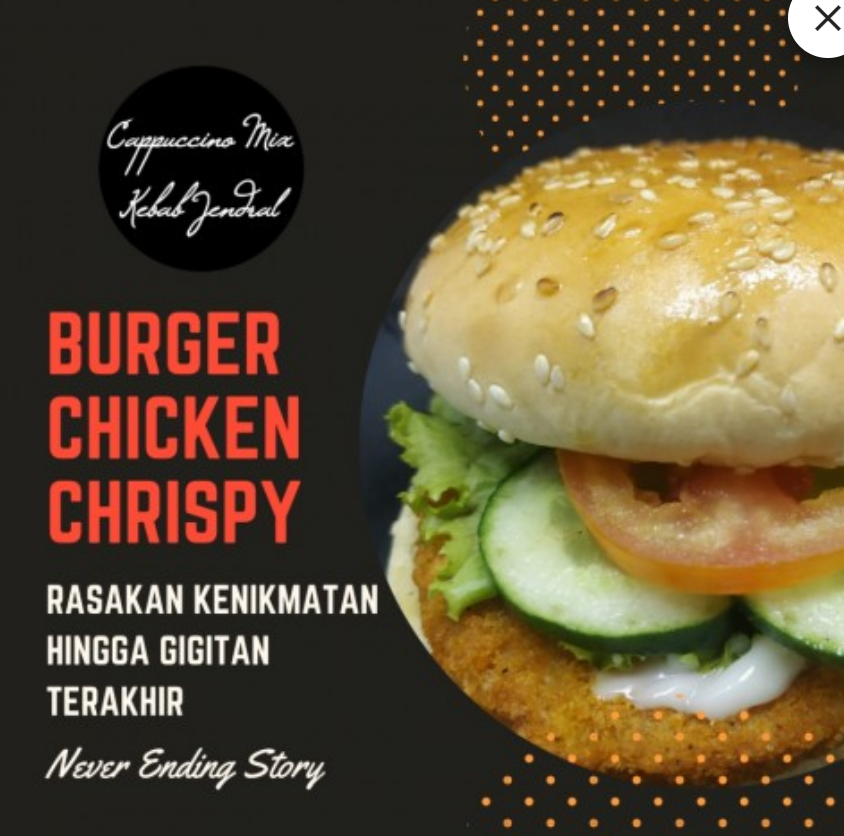 Cappuccino Mix
Kebab Jendral
BURGER
CHICKEN
CHRISPY
RASAKAN KENIKMATAN
HINGGA GIGITAN
TERAKHIR
Never Ending Story